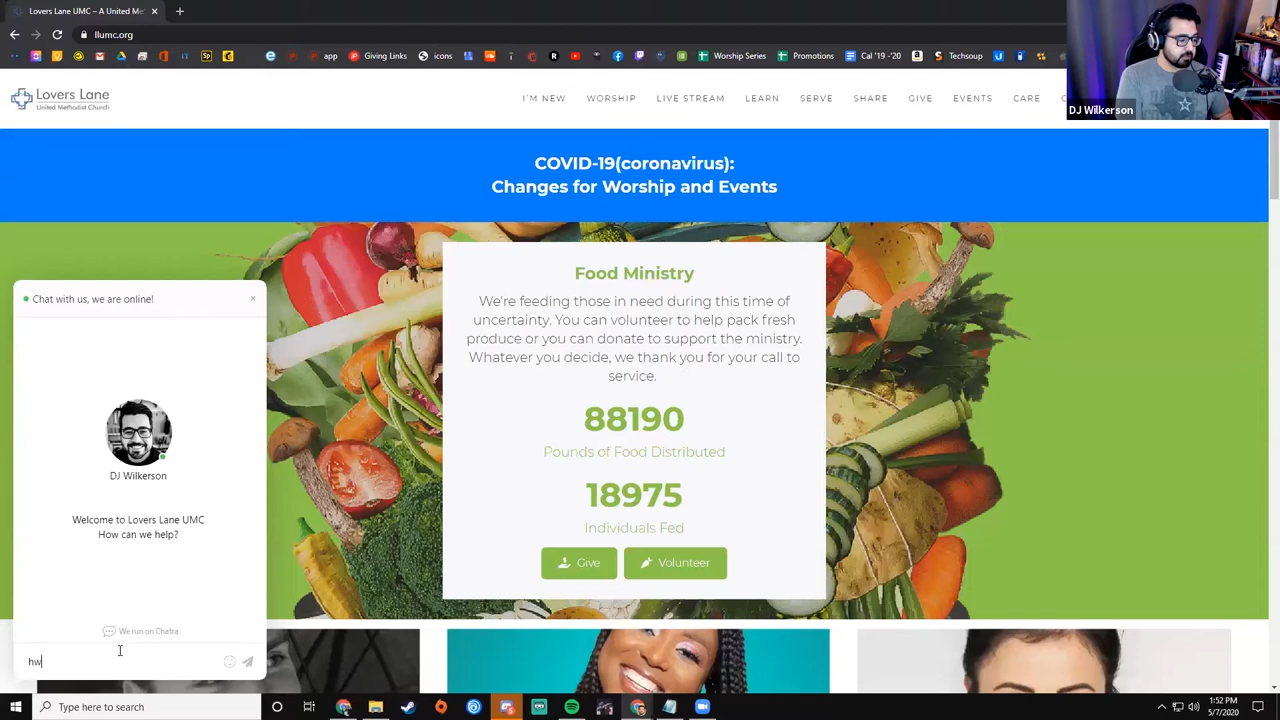 Lovers Lane UMC – A United Met
llumc.org
app
Giving Links
Worship Series
Promotions
Cal '19 -'20
Techsoup
Lovers Lane
United Methodist Church
I'M NEW
WORSHIP
LIVE STREAM
LEARN
SERVE
SHARE
GIVE
EVENTS
CARE
DJ Wilkerson
COVID-19(coronavirus):
Changes for Worship and Events
Food Ministry
We're feeding those in need during this time of
uncertainty. You can volunteer to help pack fresh
produce or you can donate to support the ministry.
Whatever you decide, we thank you for your call to
service.
88190
Pounds of Food Distributed
18975
Individuals Fed
Give
Volunteer
Chat with us, we are online!
DJ Wilkerson
Welcome to Lovers Lane UMC
How can we help?
We run on Chatra
hw
Type here to search
1:52 PM
5/7/2020